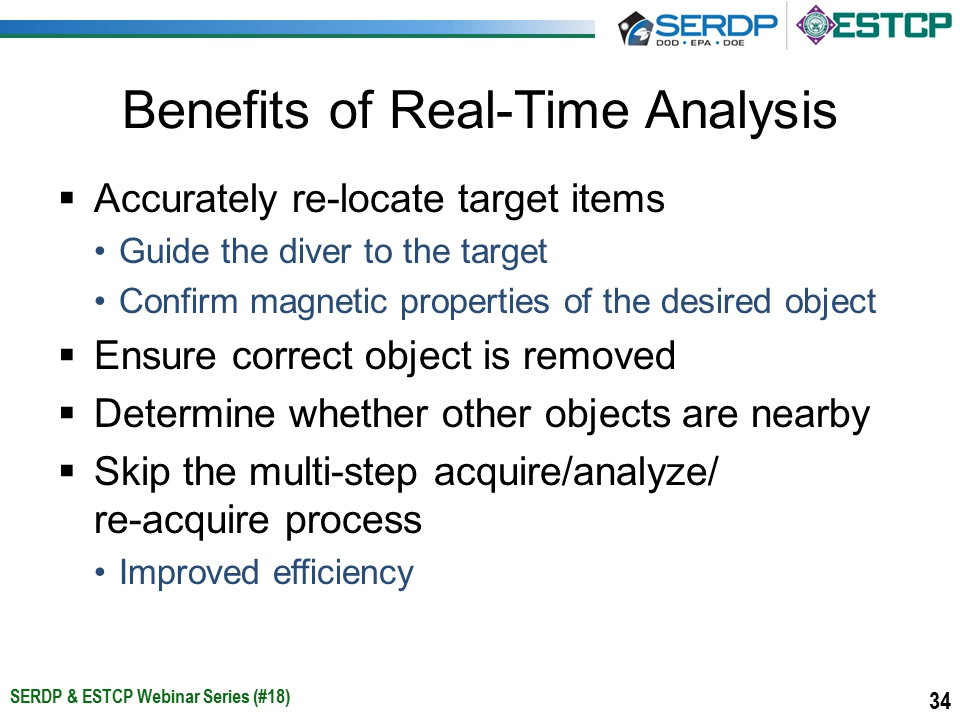 SERDP
DOD • EPA • DOE
ESTCP
Benefits of Real-Time Analysis
▪ Accurately re-locate target items
• Guide the diver to the target
• Confirm magnetic properties of the desired object
▪ Ensure correct object is removed
▪ Determine whether other objects are nearby
▪ Skip the multi-step acquire/analyze/
re-acquire process
• Improved efficiency
SERDP & ESTCP Webinar Series (#18)
34